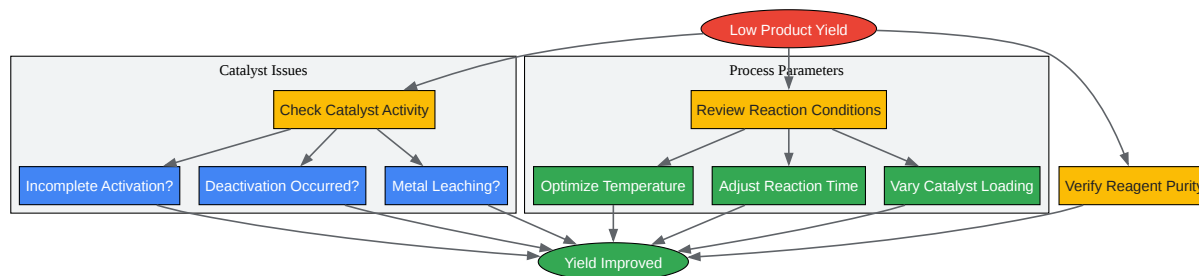 Low Product Yield
Catalyst Issues
Process Parameters
Check Catalyst Activity
Review Reaction Conditions
Incomplete Activation?
Deactivation Occurred?
Metal Leaching?
Optimize Temperature
Adjust Reaction Time
Vary Catalyst Loading
Verify Reagent Purity
Yield Improved